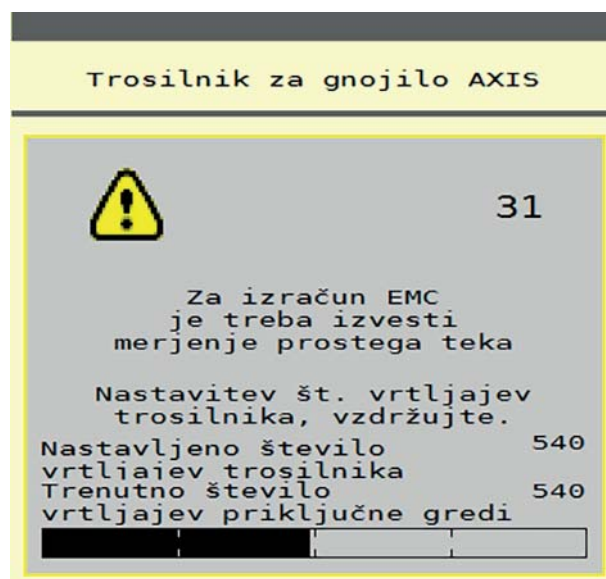 Trosilnik za gnojilo AXIS
31
Za izračun EMC
je treba izvesti
merjenje prostega teka
Nastavitev št. vrtljajev
trosilnika, vzdržujte.
Nastavljeno število 540
vrtljajev trosilnika
Trenutno število 540
vrtljajev priključne gredi